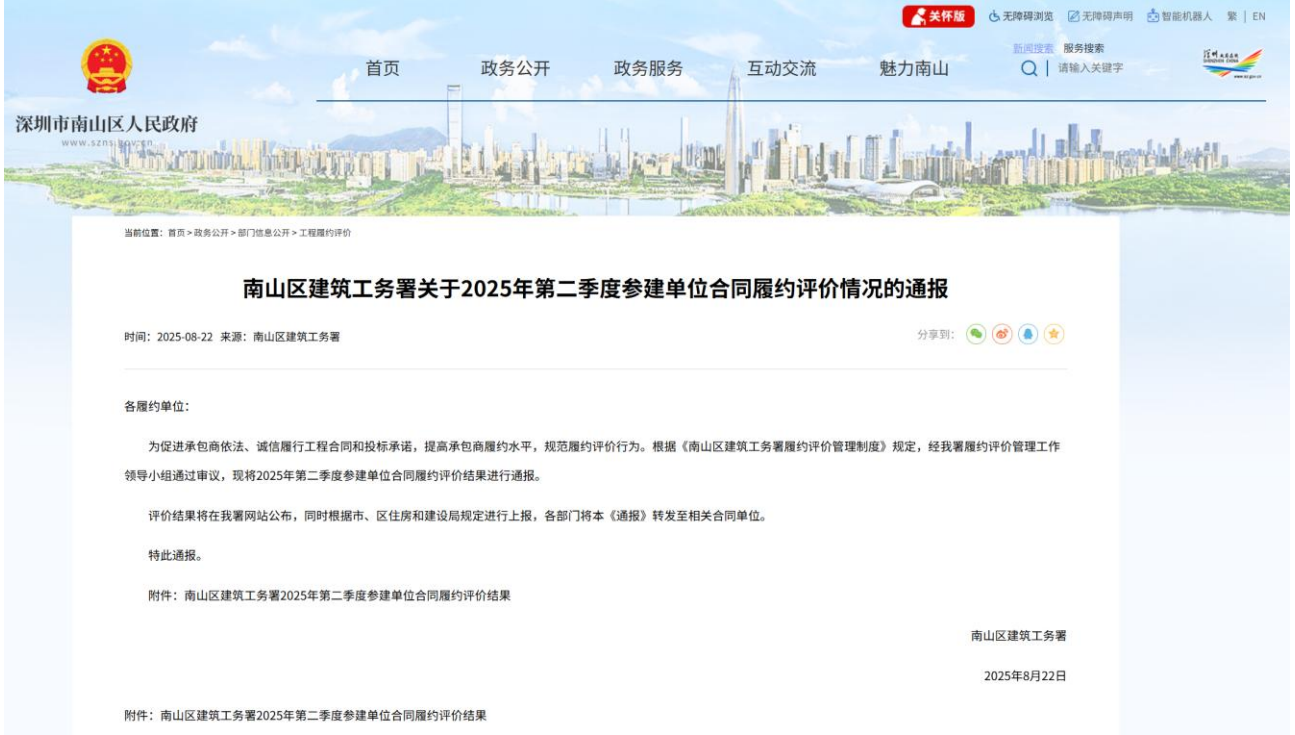 关怀版 无障碍浏览 无障碍声明 智能机器人 繁 | EN
新闻搜索 服务搜索
首页 政务公开 政务服务 互动交流 魅力南山 请输入关键字
深圳市南山区人民政府
www.szns.gov.cn
当前位置：首页 > 政务公开 > 部门信息公开 > 工程履约评价
南山区建筑工务署关于2025年第二季度参建单位合同履约评价情况的通报
时间：2025-08-22 来源：南山区建筑工务署 分享到：
各履约单位：
为促进承包商依法、诚信履行工程合同和投标承诺，提高承包商履约水平，规范履约评价行为。根据《南山区建筑工务署履约评价管理制度》规定，经我署履约评价管理工作
领导小组通过审议，现将2025年第二季度参建单位合同履约评价结果进行通报。
评价结果将在我署网站公布，同时根据市、区住房和建设局规定进行上报，各部门将本《通报》转发至相关合同单位。
特此通报。
附件：南山区建筑工务署2025年第二季度参建单位合同履约评价结果
南山区建筑工务署
2025年8月22日
附件：南山区建筑工务署2025年第二季度参建单位合同履约评价结果